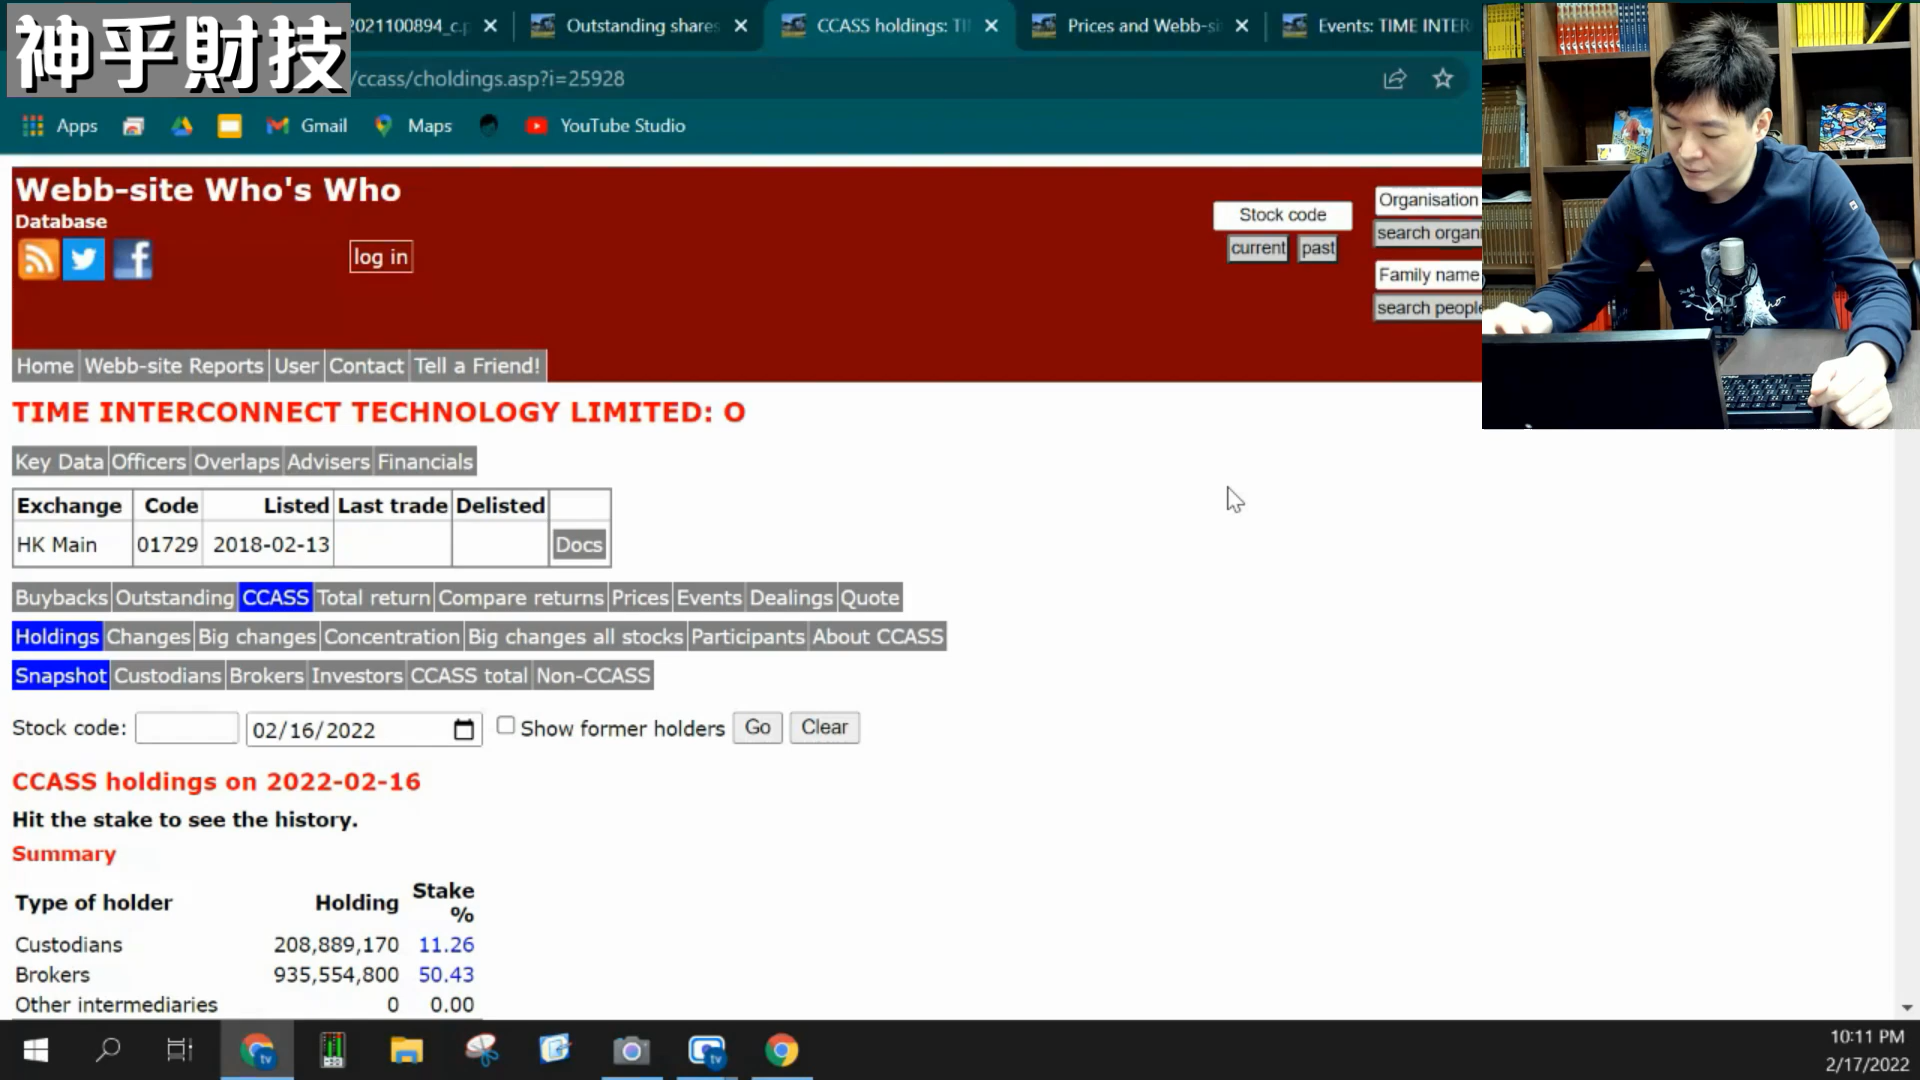 神乎財技
2021100894_c.p
Outstanding shares
CCASS holdings: TI
Prices and Webb-si
Events: TIME INTER
/ccass/choldings.asp?i=25928
Apps
Gmail
Maps
YouTube Studio
Webb-site Who's Who
Database
log in
Stock code
current
past
Organisation
search organi
Family name
search people
Home
Webb-site Reports
User
Contact
Tell a Friend!
TIME INTERCONNECT TECHNOLOGY LIMITED: O
Key Data
Officers
Overlaps
Advisers
Financials
Exchange Code Listed Last trade Delisted
HK Main 01729 2018-02-13 Docs
Buybacks
Outstanding
CCASS
Total return
Compare returns
Prices
Events
Dealings
Quote
Holdings
Changes
Big changes
Concentration
Big changes all stocks
Participants
About CCASS
Snapshot
Custodians
Brokers
Investors
CCASS total
Non-CCASS
Stock code: 02/16/2022 Show former holders Go Clear
CCASS holdings on 2022-02-16
Hit the stake to see the history.
Summary
Type of holder Holding Stake %
Custodians 208,889,170 11.26
Brokers 935,554,800 50.43
Other intermediaries 0 0.00
10:11 PM
2/17/2022